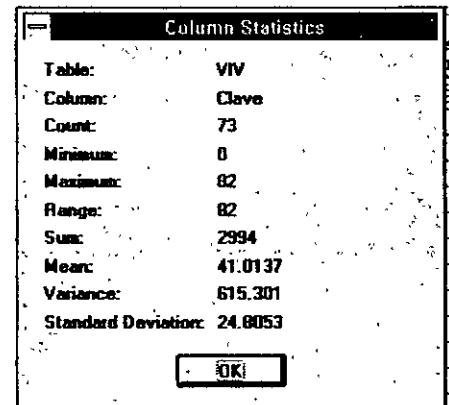 Column Statistics
Table: VIV
Column: Clave
Count: 73
Minimum: 0
Maximum: 82
Range: 82
Sum: 2994
Mean: 41.0137
Variance: 615.301
Standard Deviation: 24.8053
OK